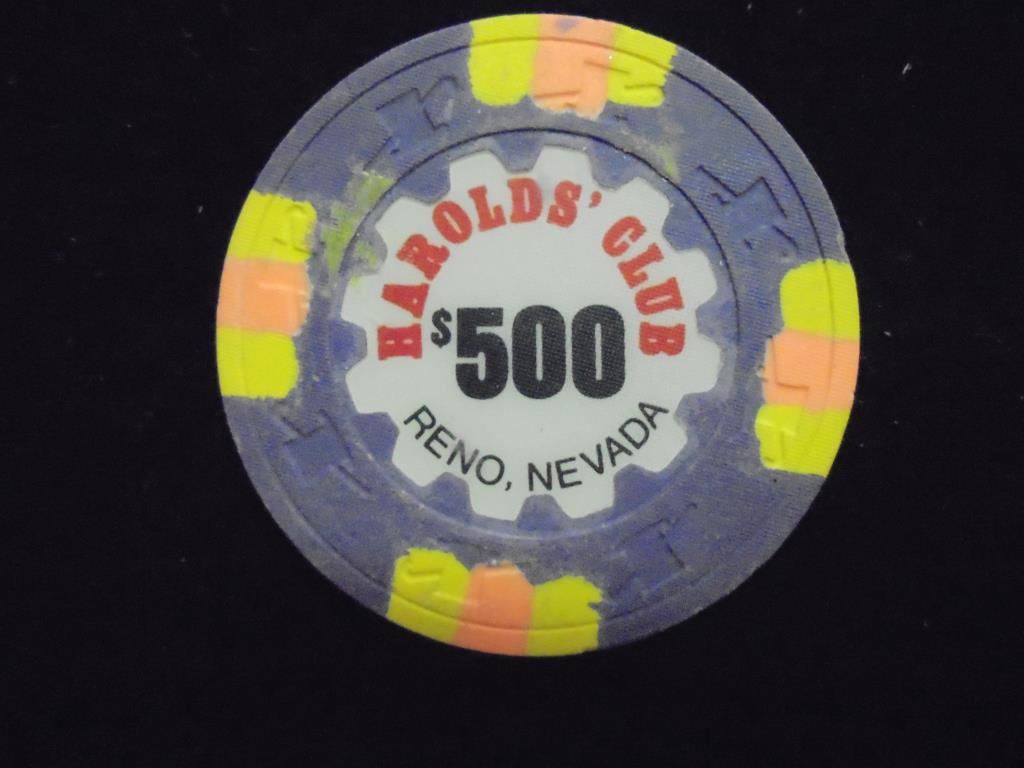 HAROLDS' CLUB
$500
RENO, NEVADA